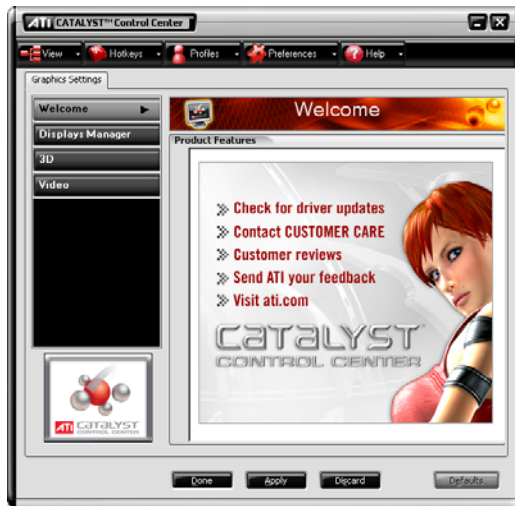 ATI CATALYST™ Control Center
View Hotkeys Profiles Preferences Help
Graphics Settings
Welcome
Displays Manager
3D
Video
Welcome
Product Features
Check for driver updates
Contact CUSTOMER CARE
Customer reviews
Send ATI your feedback
Visit ati.com
CATALYST™
CONTROL CENTER
ATI CATALYST
CONTROL CENTER
Done Apply Discard Defaults